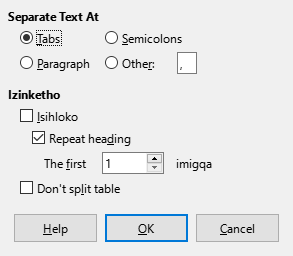 Separate Text At
Tabs Semicolons
Paragraph Other: ,
Izinketho
Isihloko
Repeat heading
The first 1 imigqa
Don't split table
Help OK Cancel